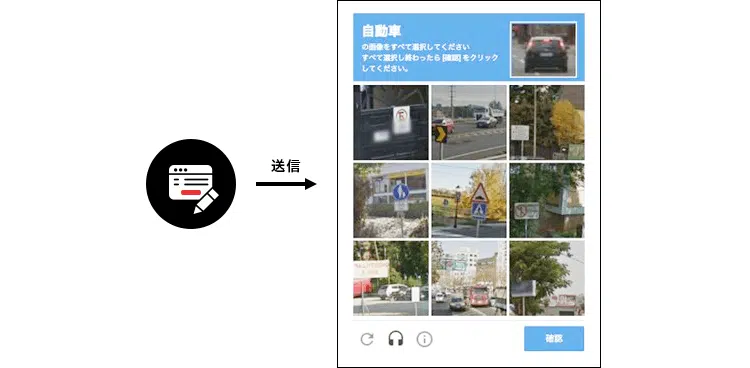 送信
自動車
の画像をすべて選択してください
すべて選択し終わったら [確認] をクリック
してください。
確認